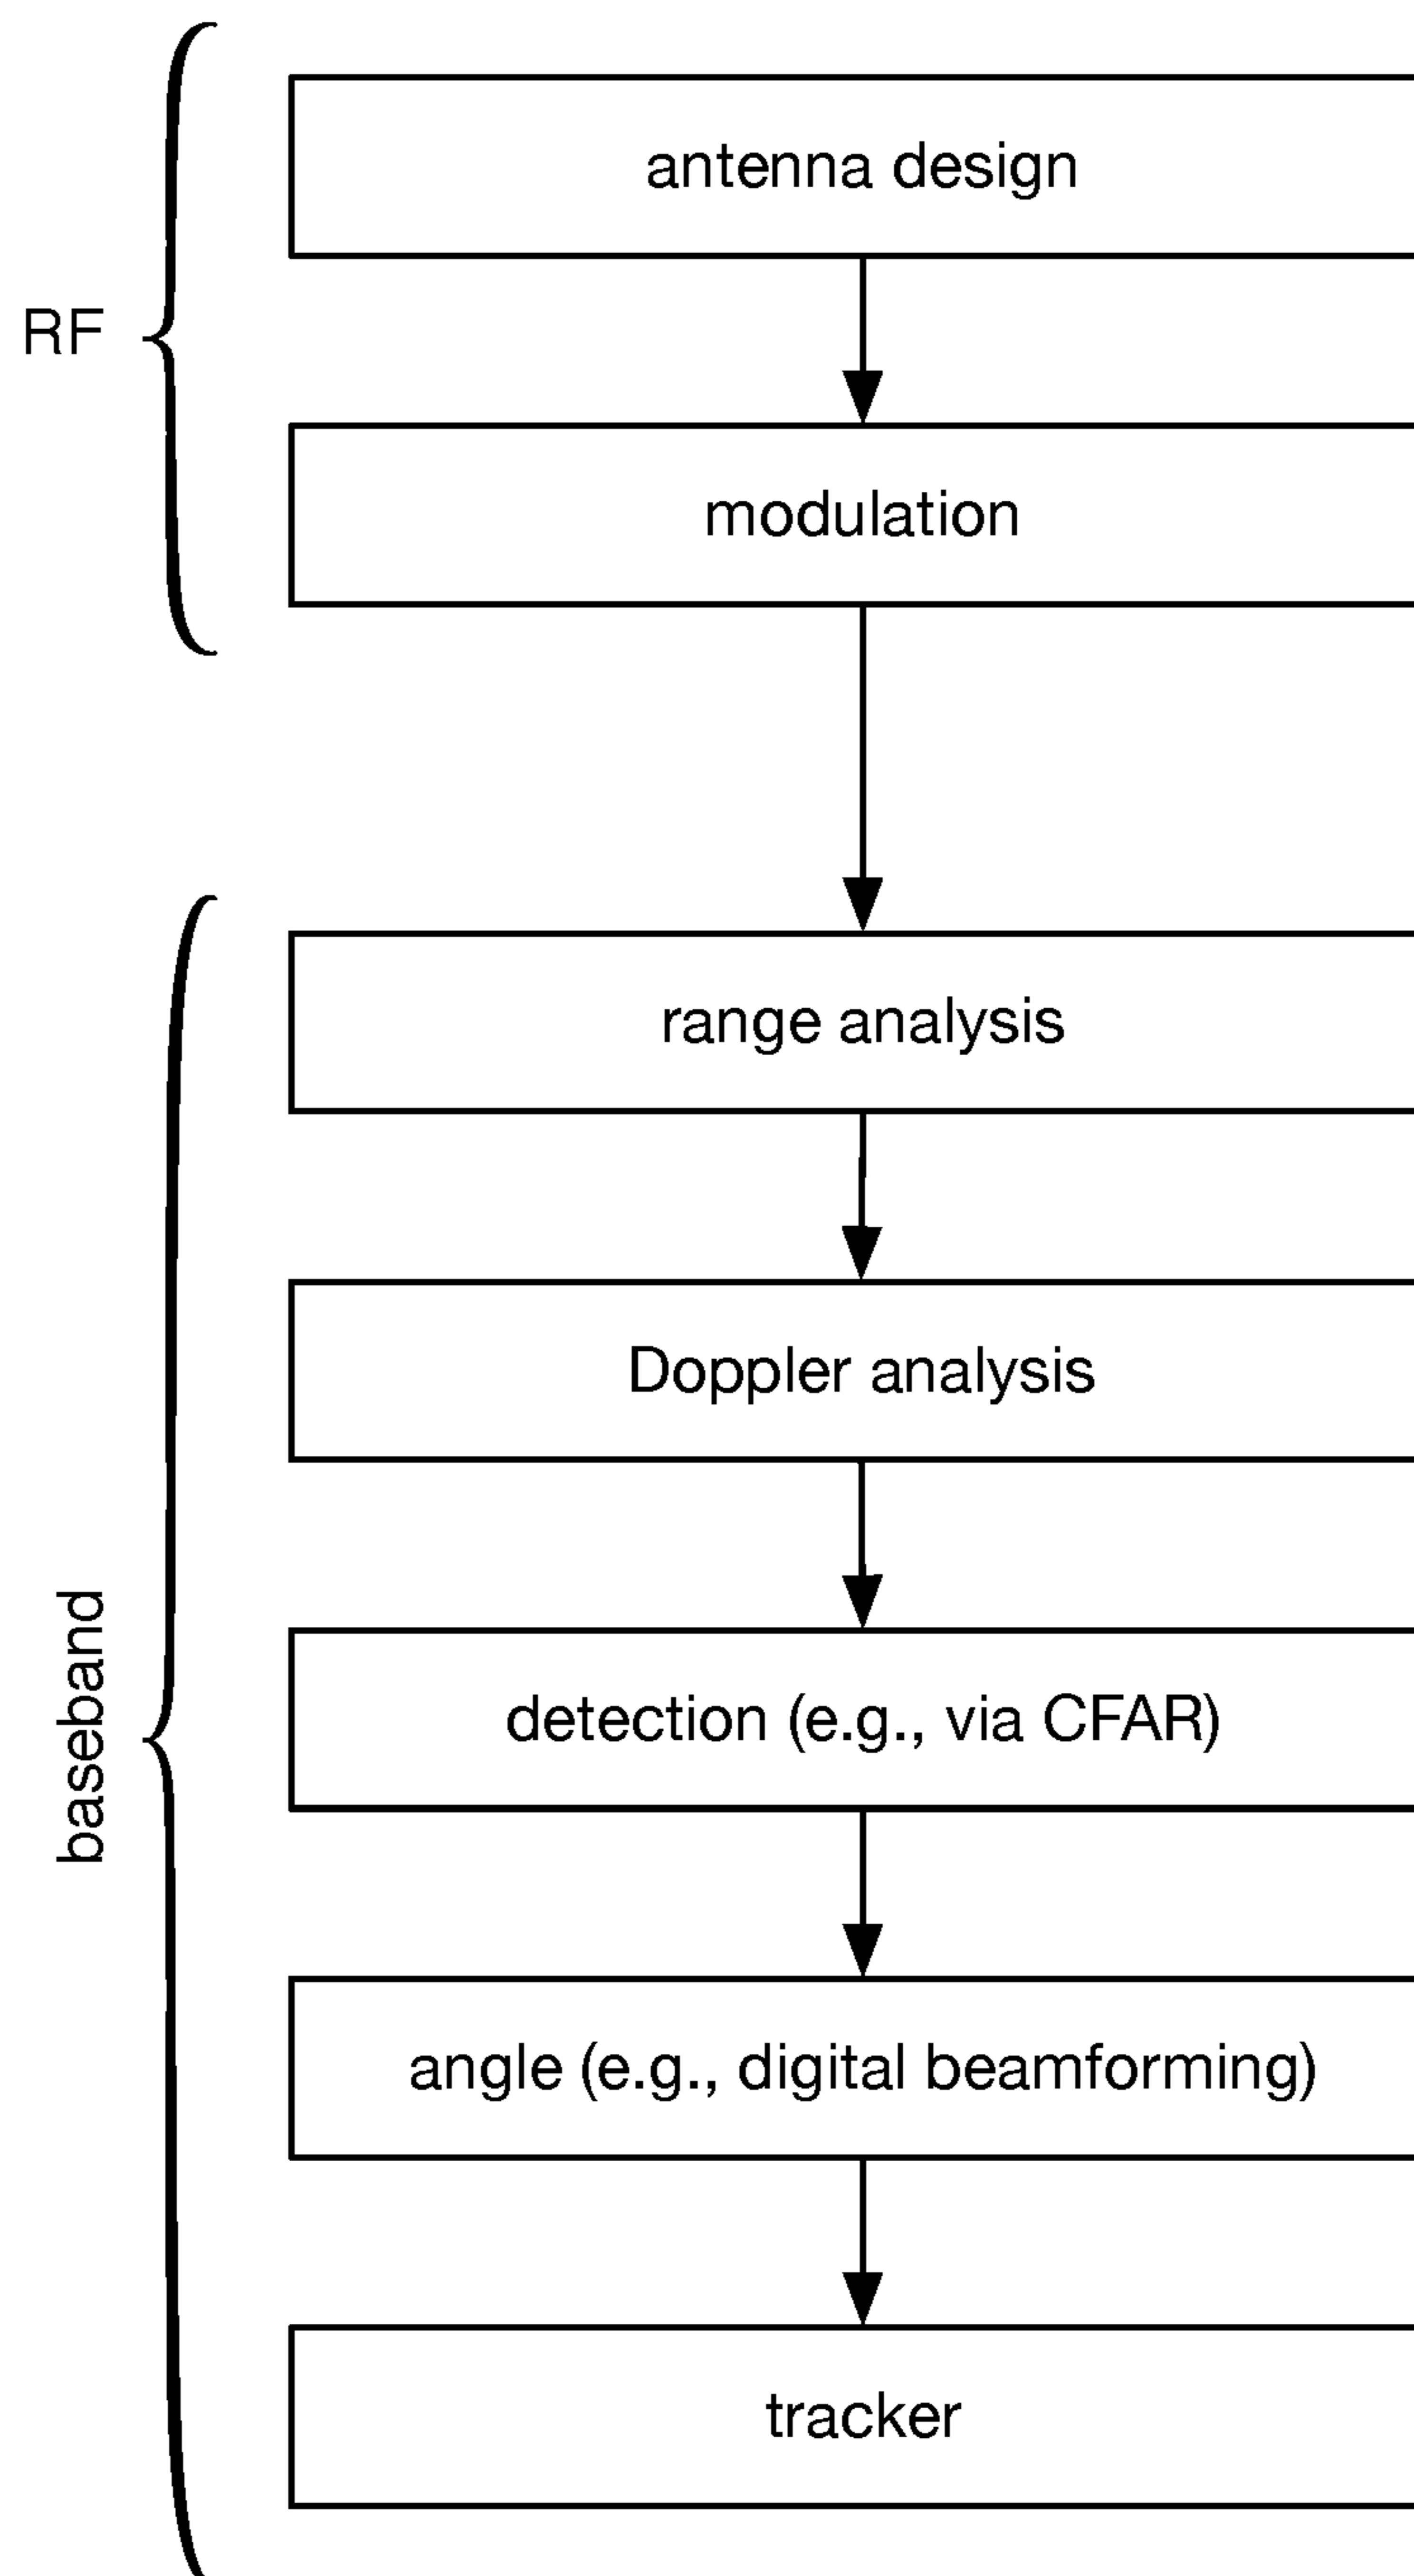 antenna design
RF
modulation
range analysis
Doppler analysis
baseband
detection (e.g., via CFAR)
angle (e.g., digital beamforming)
tracker